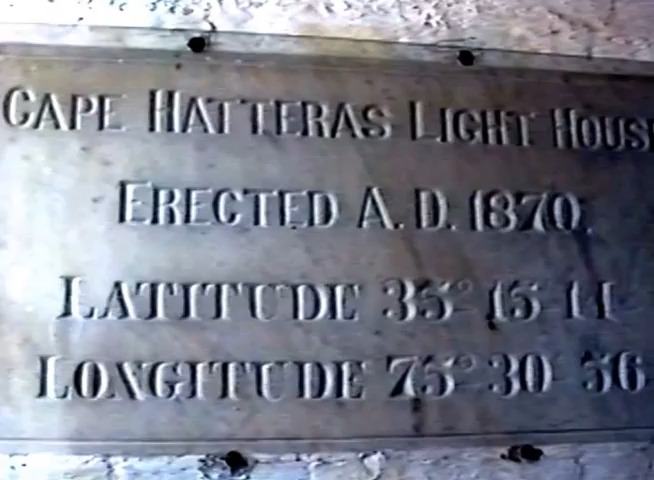 CAPE HATTERAS LIGHT HOUS
ERECTED A.D. 1870.
LATITUDE 35° 15 14
LONGITUDE 75° 30 56